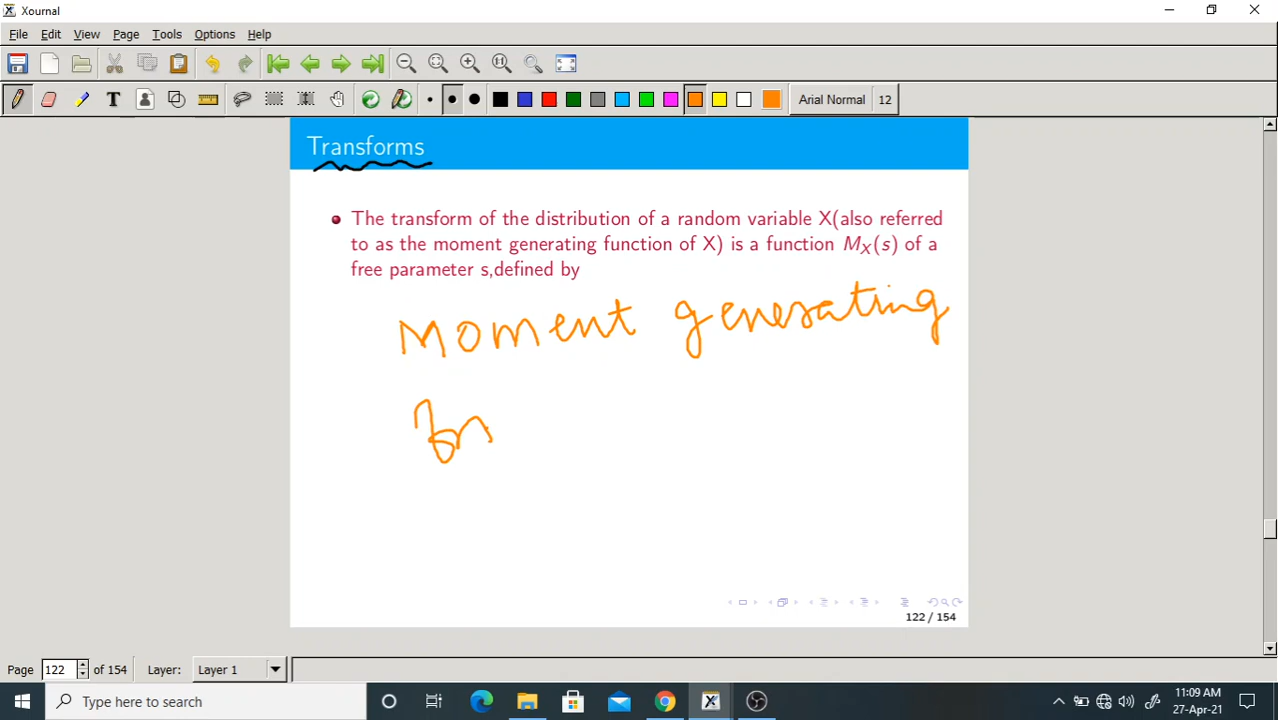 Xournal
File Edit View Page Tools Options Help
Arial Normal 12
Transforms
The transform of the distribution of a random variable X(also referred
to as the moment generating function of X) is a function M_X(s) of a
free parameter s,defined by
Moment generating
fn
122 / 154
Page 122 of 154 Layer: Layer 1
Type here to search
11:09 AM
27-Apr-21